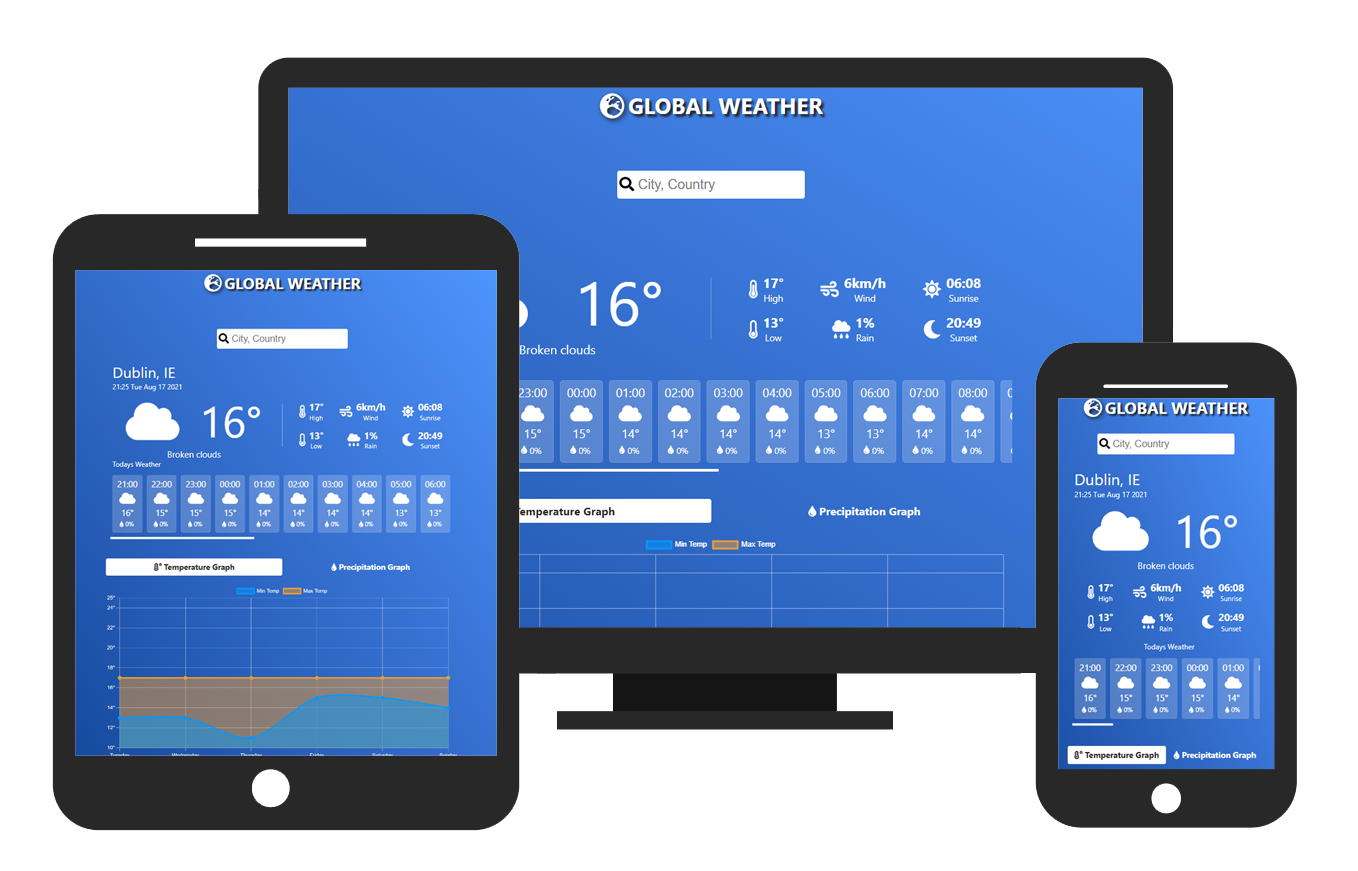 GLOBAL WEATHER
City, Country
16°
Broken clouds
17° 6km/h 06:08
High Wind Sunrise
13° 1% 20:49
Low Rain Sunset
23:00 00:00 01:00 02:00 03:00 04:00 05:00 06:00 07:00 08:00 0
15° 15° 14° 14° 14° 14° 13° 13° 14° 14°
0% 0% 0% 0% 0% 0% 0% 0% 0% 0%
Temperature Graph Precipitation Graph
Min Temp Max Temp
GLOBAL WEATHER
City, Country
Dublin, IE
21:25 Tue Aug 17 2021
16°
17° 6km/h 06:08
High Wind Sunrise
13° 1% 20:49
Low Rain Sunset
Broken clouds
Todays Weather
21:00 22:00 23:00 00:00 01:00 02:00 03:00 04:00 05:00 06:00
16° 15° 15° 15° 14° 14° 14° 14° 13° 13°
0% 0% 0% 0% 0% 0% 0% 0% 0% 0%
Temperature Graph Precipitation Graph
Min Temp Max Temp
25°
24°
22°
20°
18°
16°
14°
12°
10°
Tuesday Wednesday Thursday Friday Saturday Sunday
GLOBAL WEATHER
City, Country
Dublin, IE
21:25 Tue Aug 17 2021
16°
Broken clouds
17° 6km/h 06:08
High Wind Sunrise
13° 1% 20:49
Low Rain Sunset
Todays Weather
21:00 22:00 23:00 00:00 01:00
16° 15° 15° 15° 14°
0% 0% 0% 0% 0%
Temperature Graph Precipitation Graph